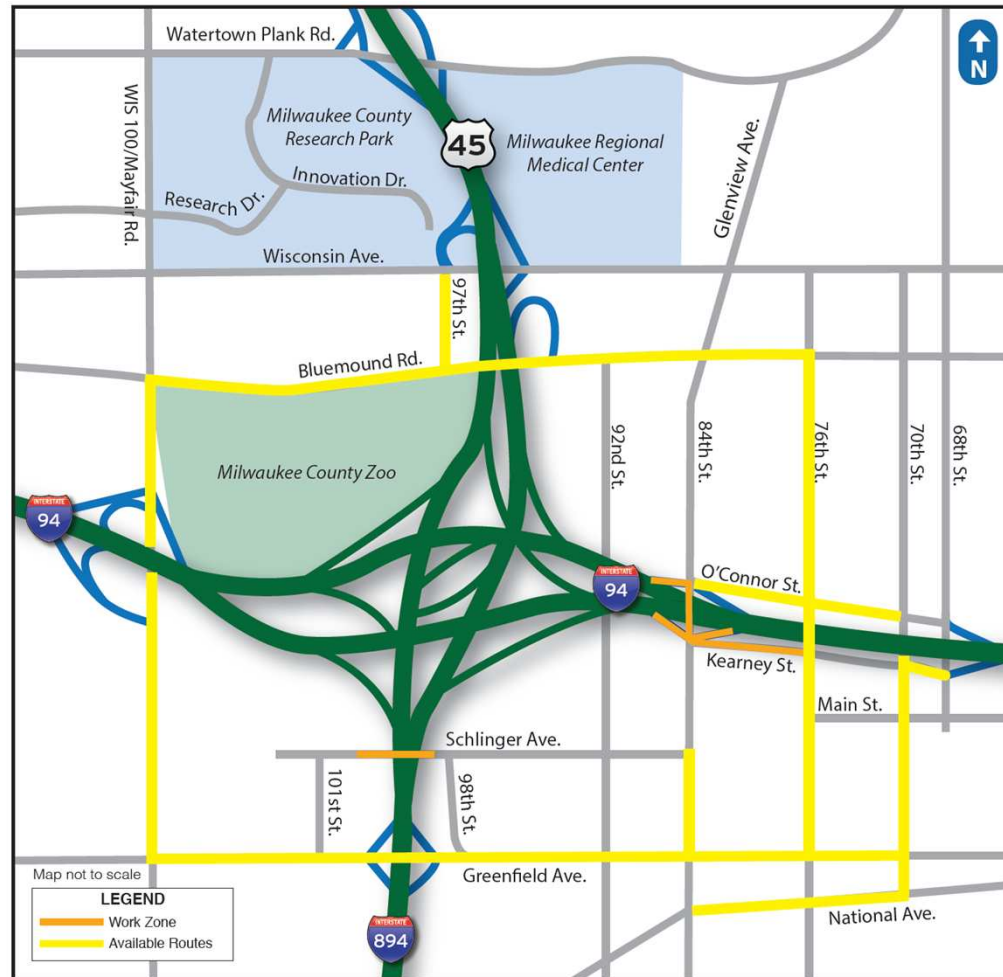 Watertown Plank Rd.
N
WIS 100/Mayfair Rd.
Milwaukee County
Research Park
45
Milwaukee Regional
Medical Center
Glenview Ave.
Innovation Dr.
Research Dr.
Wisconsin Ave.
97th St.
Bluemound Rd.
92nd St.
84th St.
76th St.
70th St.
68th St.
Milwaukee County Zoo
INTERSTATE
94
INTERSTATE
94
O'Connor St.
Kearney St.
Main St.
Schlinger Ave.
101st St.
98th St.
Map not to scale
Greenfield Ave.
LEGEND
Work Zone
Available Routes
National Ave.
INTERSTATE
894